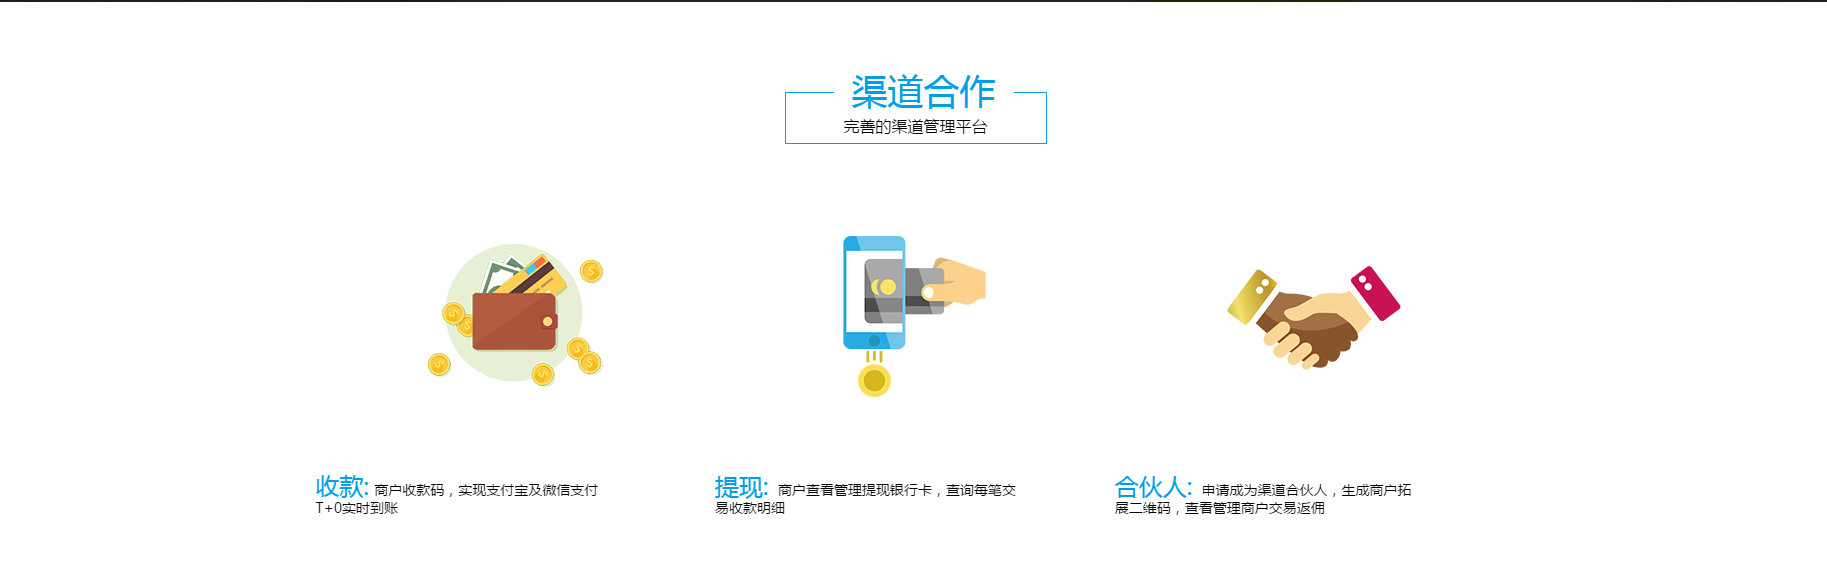 渠道合作
完善的渠道管理平台
收款: 商户收款码，实现支付宝及微信支付
T+0实时到账
提现: 商户查看管理提现银行卡，查询每笔交
易收款明细
合伙人: 申请成为渠道合伙人，生成商户拓
展二维码，查看管理商户交易返佣